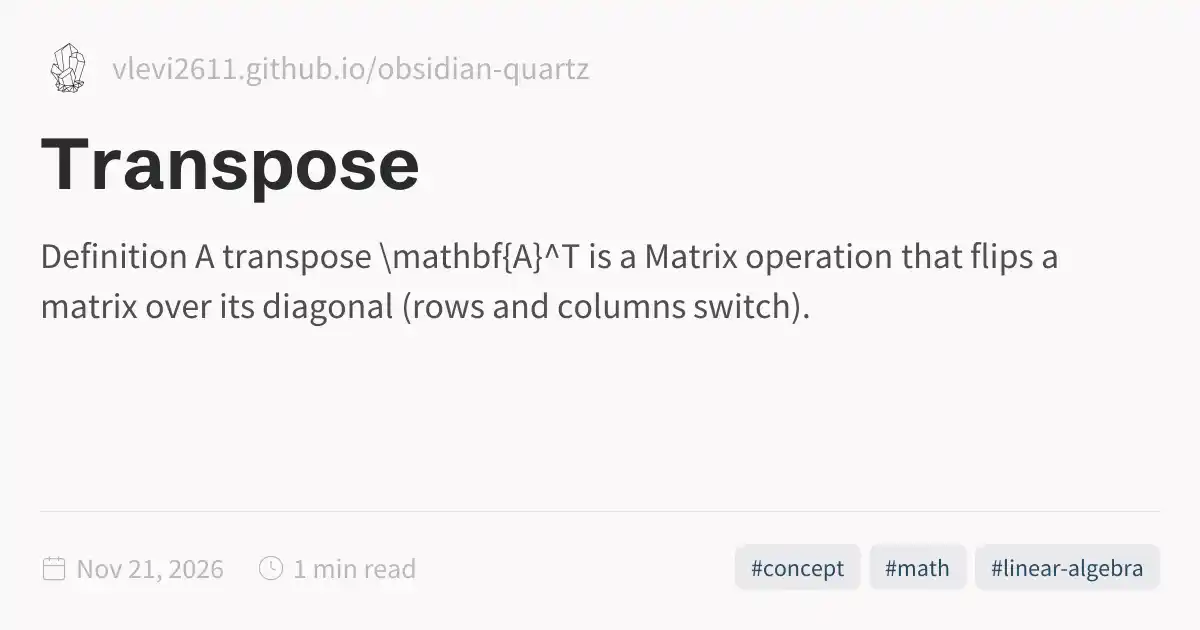 vlevi2611.github.io/obsidian-quartz
Transpose
Definition A transpose \mathbf{A}^T is a Matrix operation that flips a
matrix over its diagonal (rows and columns switch).
Nov 21, 2026 1 min read #concept #math #linear-algebra